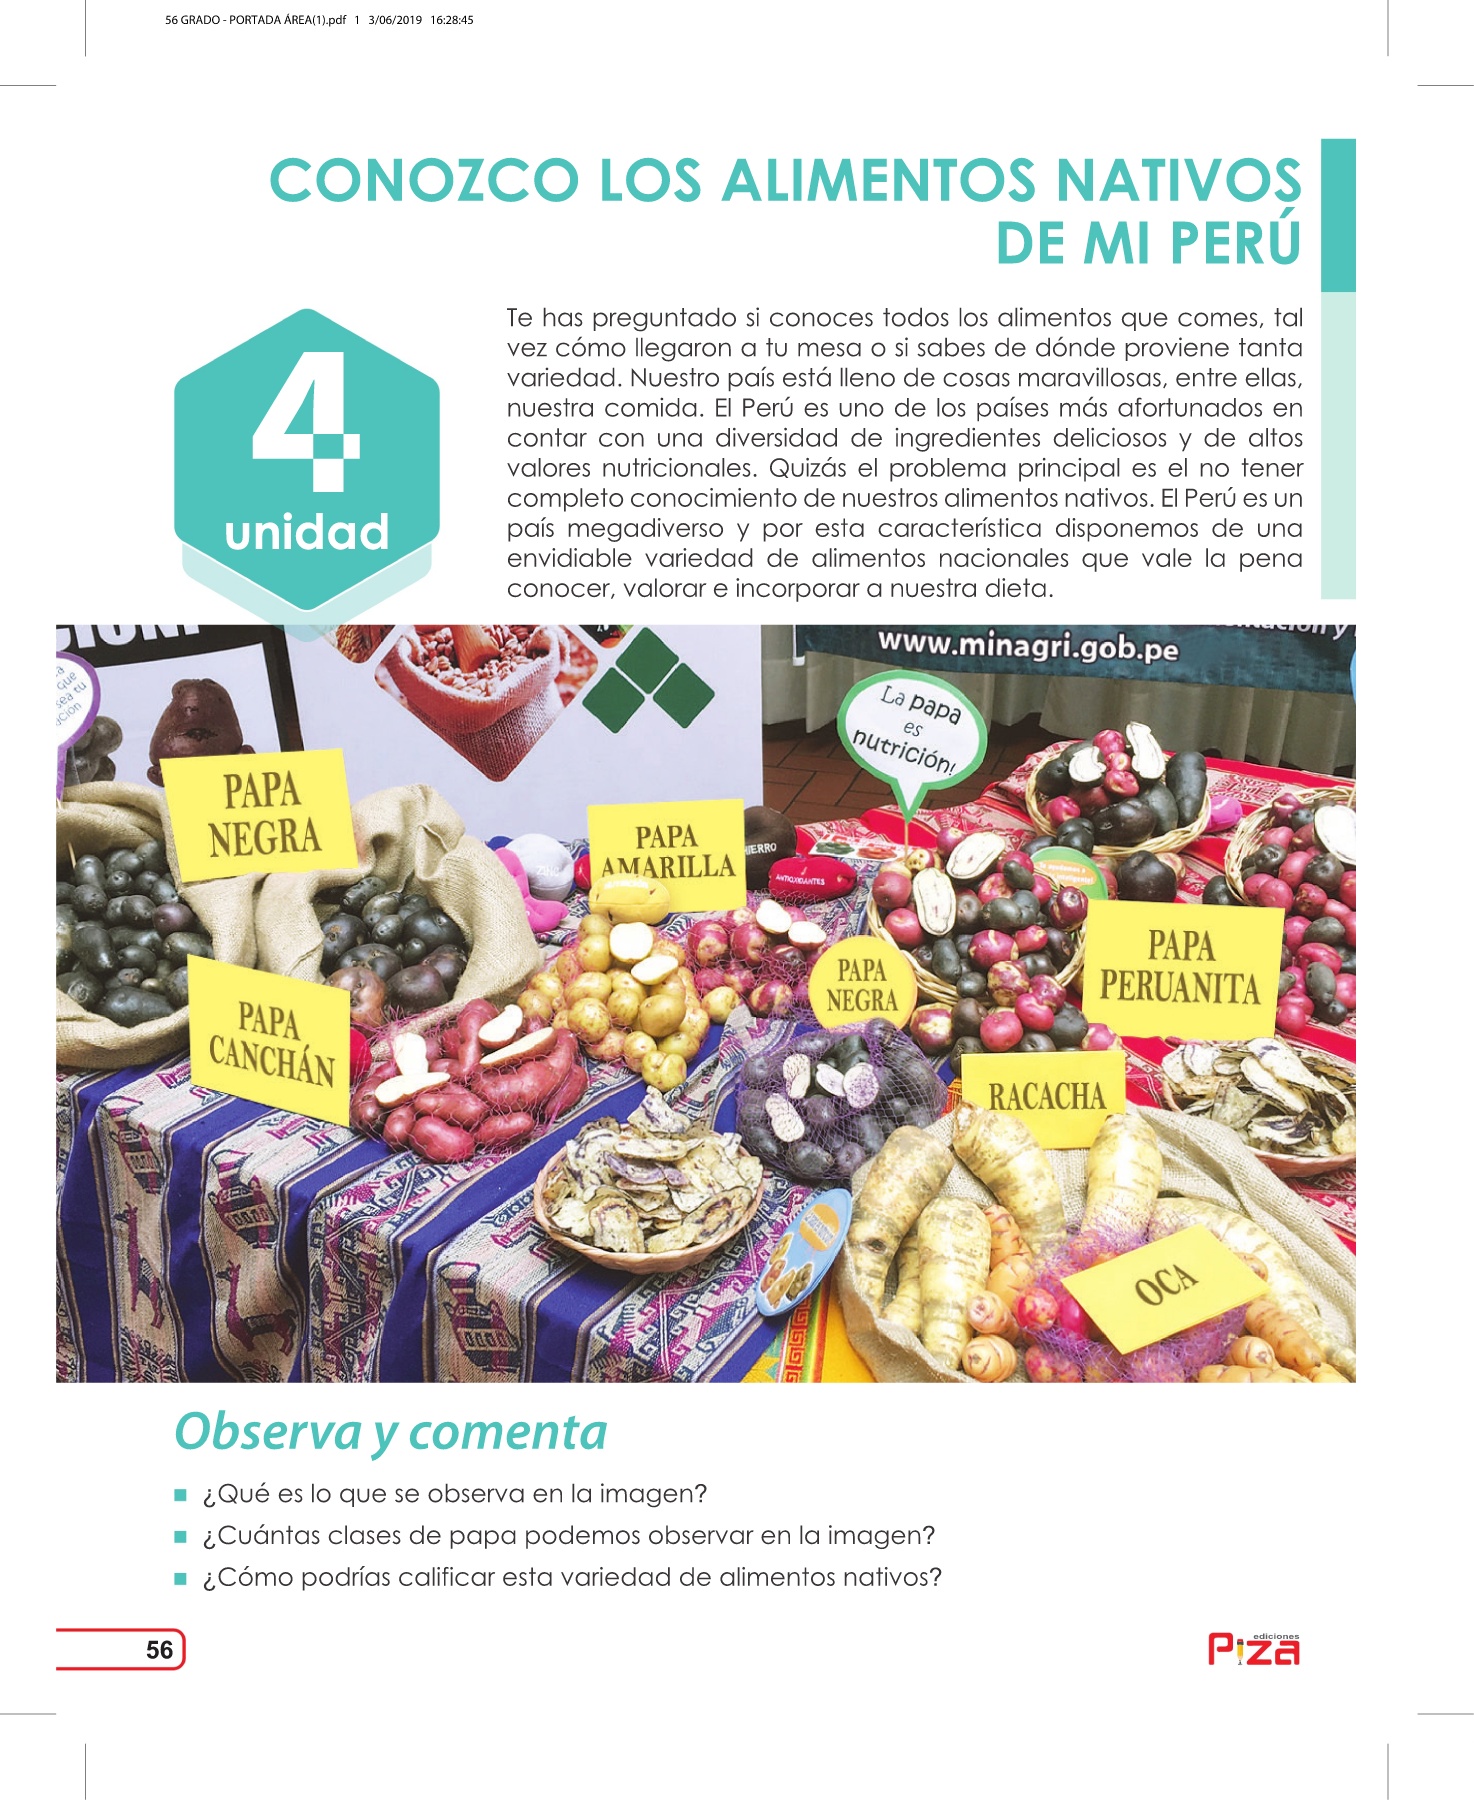 56 GRADO - PORTADA ÁREA(1).pdf 1 3/06/2019 16:28:45
CONOZCO LOS ALIMENTOS NATIVOS
DE MI PERÚ
4
unidad
Te has preguntado si conoces todos los alimentos que comes, tal
vez cómo llegaron a tu mesa o si sabes de dónde proviene tanta
variedad. Nuestro país está lleno de cosas maravillosas, entre ellas,
nuestra comida. El Perú es uno de los países más afortunados en
contar con una diversidad de ingredientes deliciosos y de altos
valores nutricionales. Quizás el problema principal es el no tener
completo conocimiento de nuestros alimentos nativos. El Perú es un
país megadiverso y por esta característica disponemos de una
envidiable variedad de alimentos nacionales que vale la pena
conocer, valorar e incorporar a nuestra dieta.
www.minagri.gob.pe
que
sea tu
La papa
es
nutrición!
PAPA
NEGRA
PAPA
AMARILLA
HIERRO
ZINC
ANTIOXIDANTES
PAPA
PERUANITA
PAPA
NEGRA
PAPA
CANCHÁN
RACACHA
OCA
Observa y comenta
¿Qué es lo que se observa en la imagen?
¿Cuántas clases de papa podemos observar en la imagen?
¿Cómo podrías calificar esta variedad de alimentos nativos?
56
ediciones
Piza